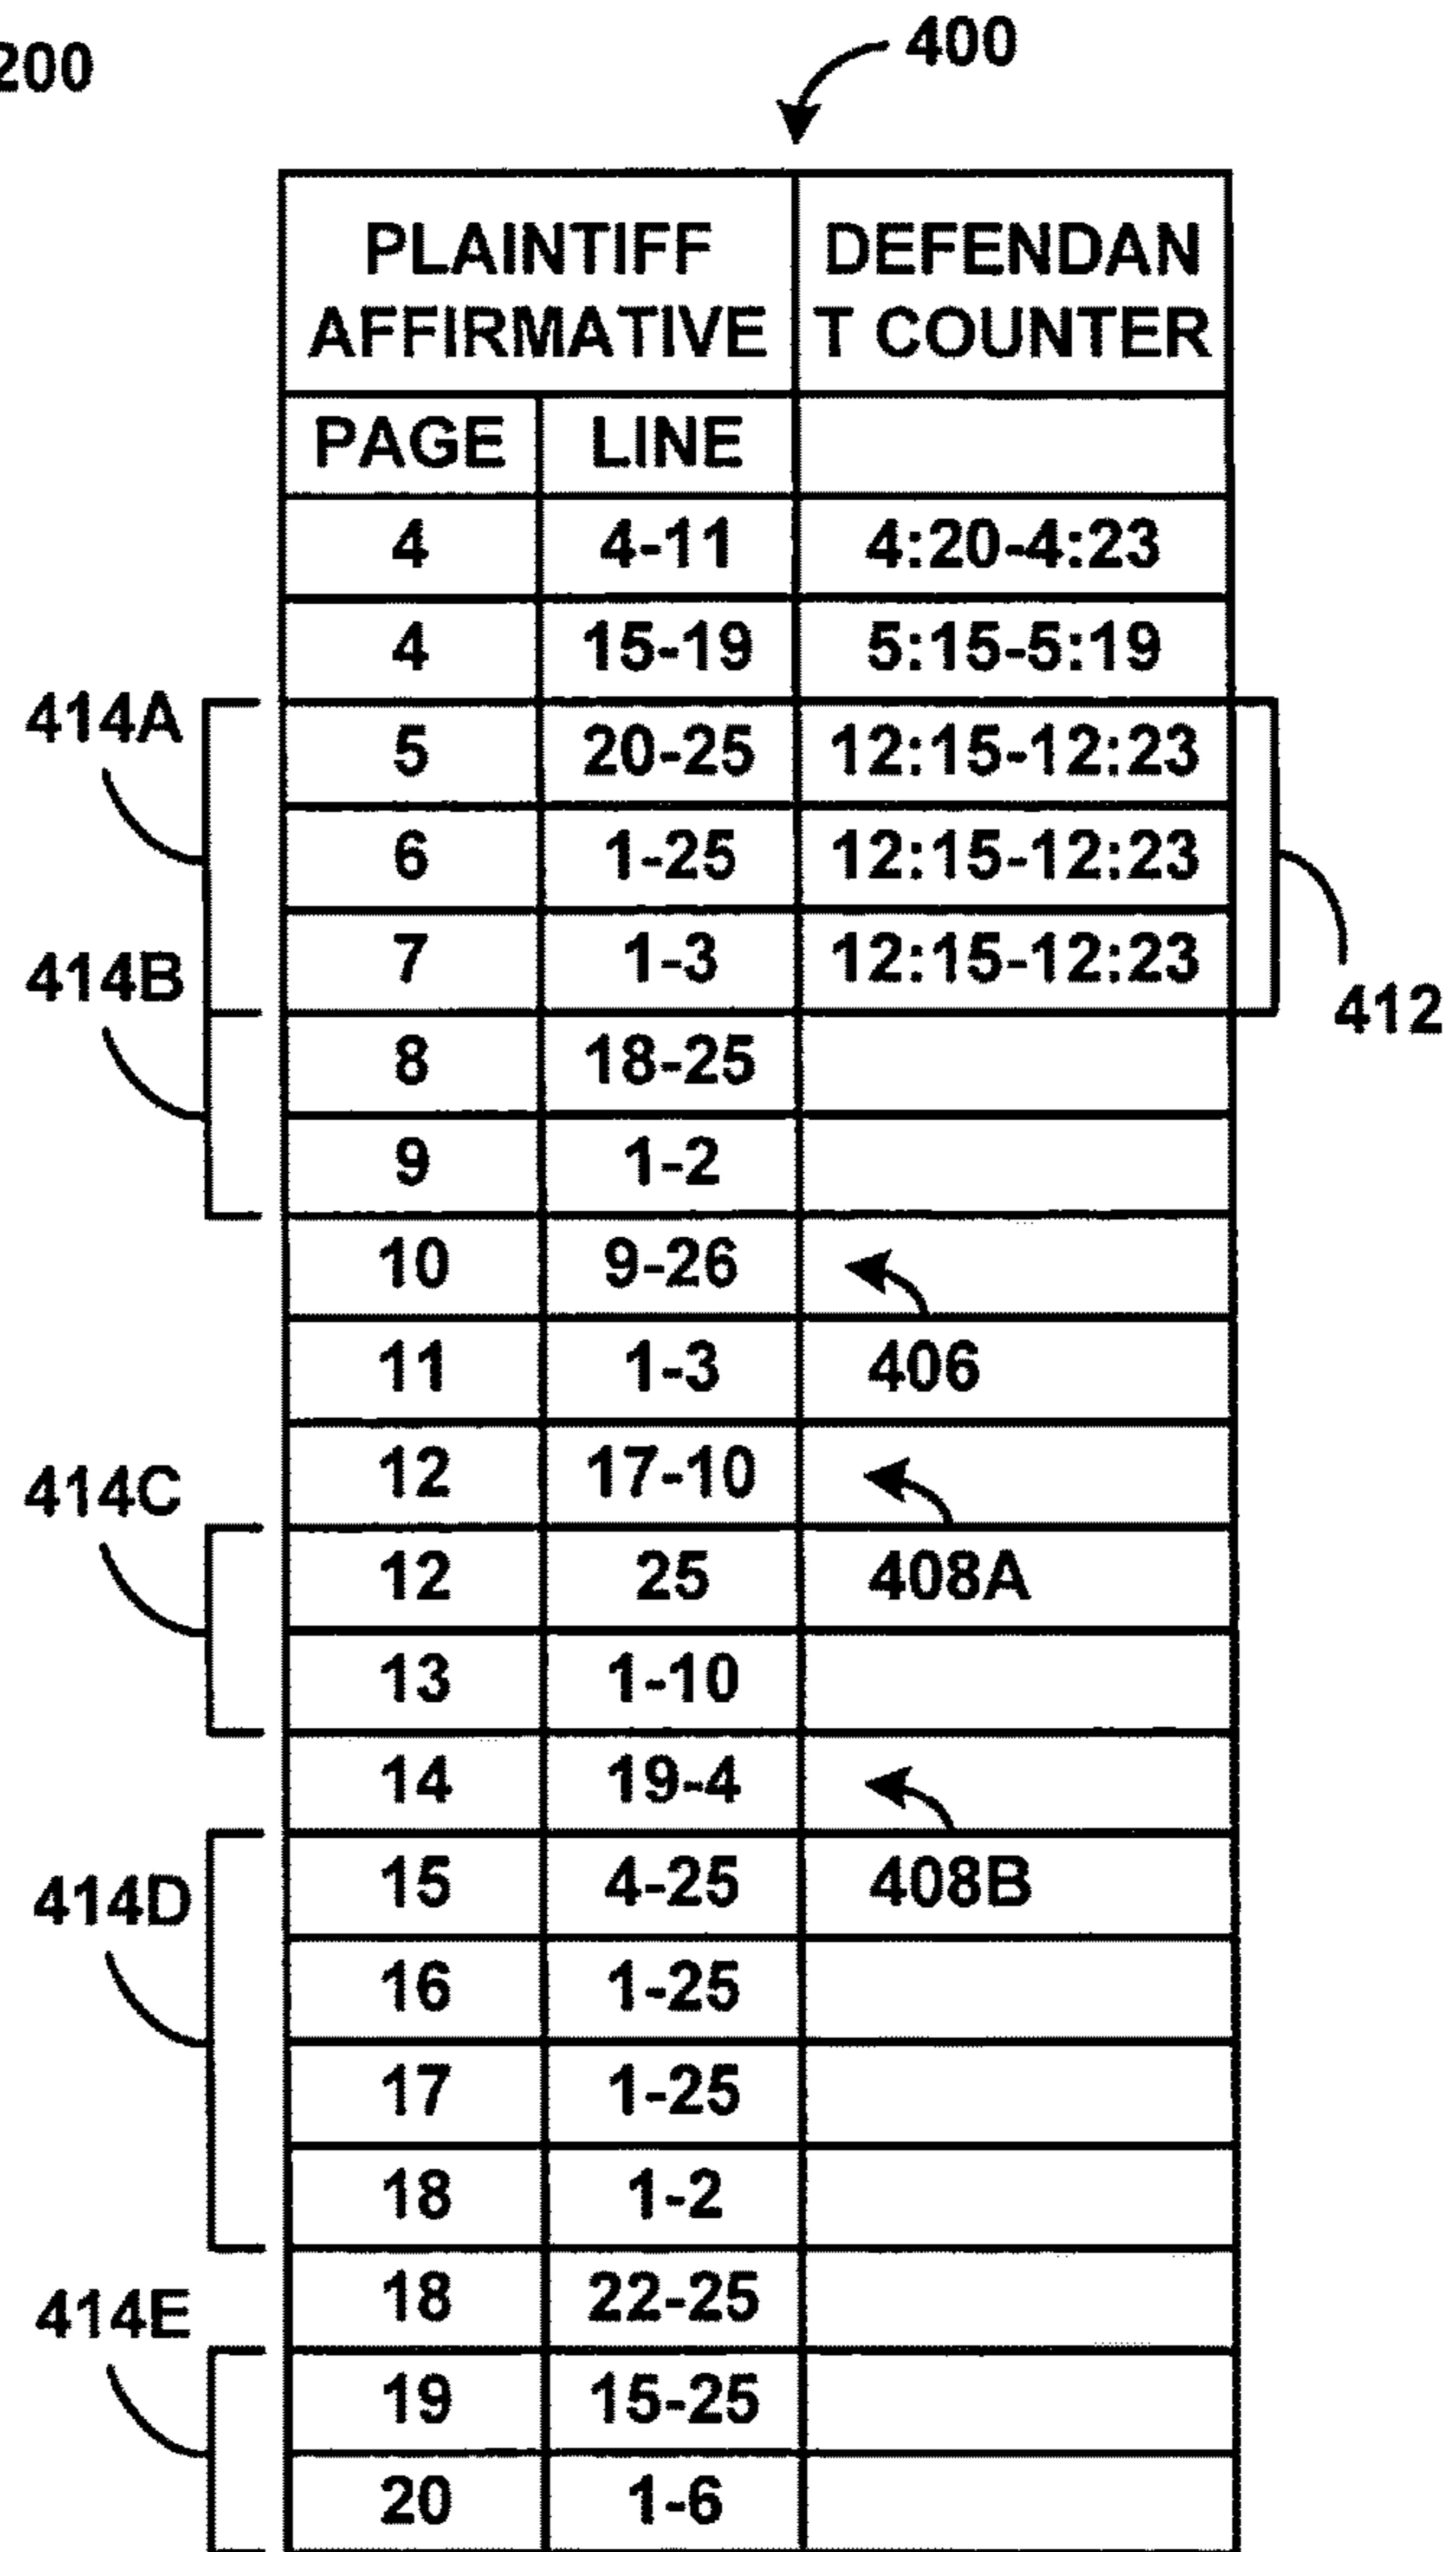 200
400
PLAINTIFF AFFIRMATIVE DEFENDAN T COUNTER
PAGE LINE
4 4-11 4:20-4:23
4 15-19 5:15-5:19
414A
5 20-25 12:15-12:23
6 1-25 12:15-12:23
414B
7 1-3 12:15-12:23
412
8 18-25
9 1-2
10 9-26
11 1-3 406
12 17-10
414C
12 25 408A
13 1-10
14 19-4
15 4-25 408B
414D
16 1-25
17 1-25
18 1-2
18 22-25
414E
19 15-25
20 1-6